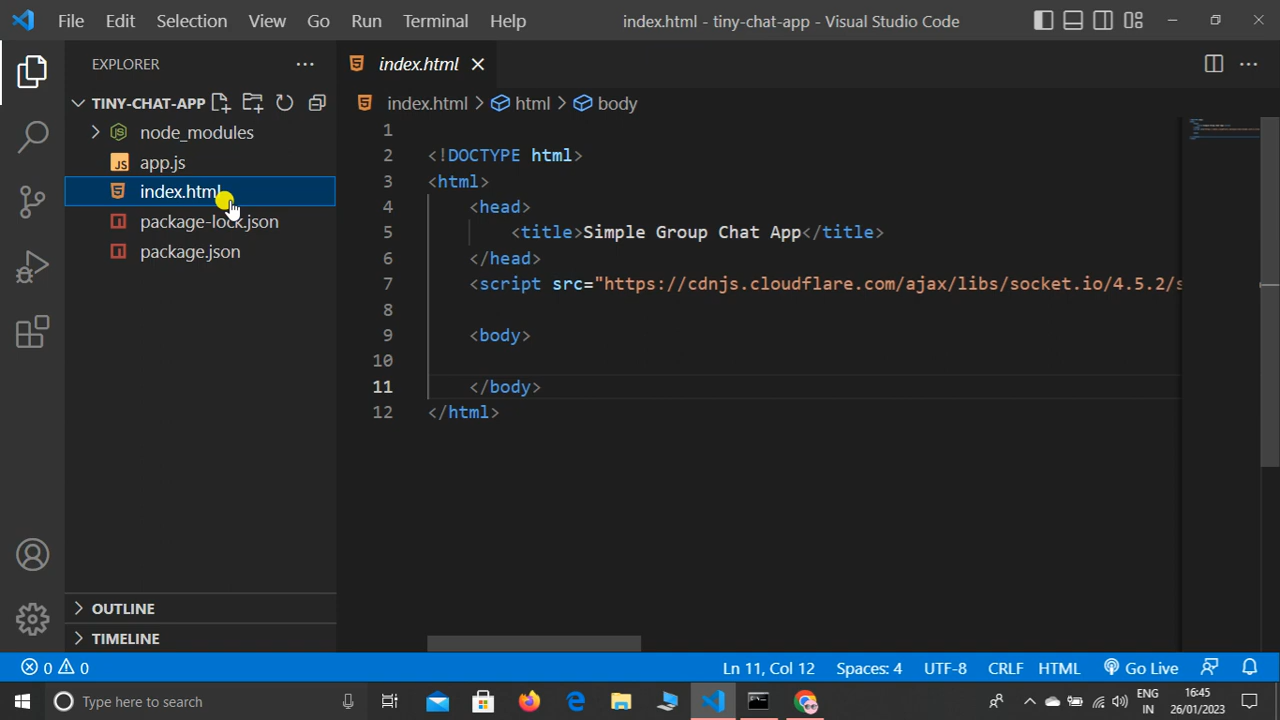 File Edit Selection View Go Run Terminal Help index.html - tiny-chat-app - Visual Studio Code
EXPLORER
TINY-CHAT-APP
node_modules
app.js
index.html
package-lock.json
package.json
OUTLINE
TIMELINE
index.html
index.html > html > body
1
2 <!DOCTYPE html>
3 <html>
4 <head>
5 <title>Simple Group Chat App</title>
6 </head>
7 <script src="https://cdnjs.cloudflare.com/ajax/libs/socket.io/4.5.2/s
8
9 <body>
10
11 </body>
12 </html>
0 0 Ln 11, Col 12 Spaces: 4 UTF-8 CRLF HTML Go Live
Type here to search
ENG
IN
16:45
26/01/2023